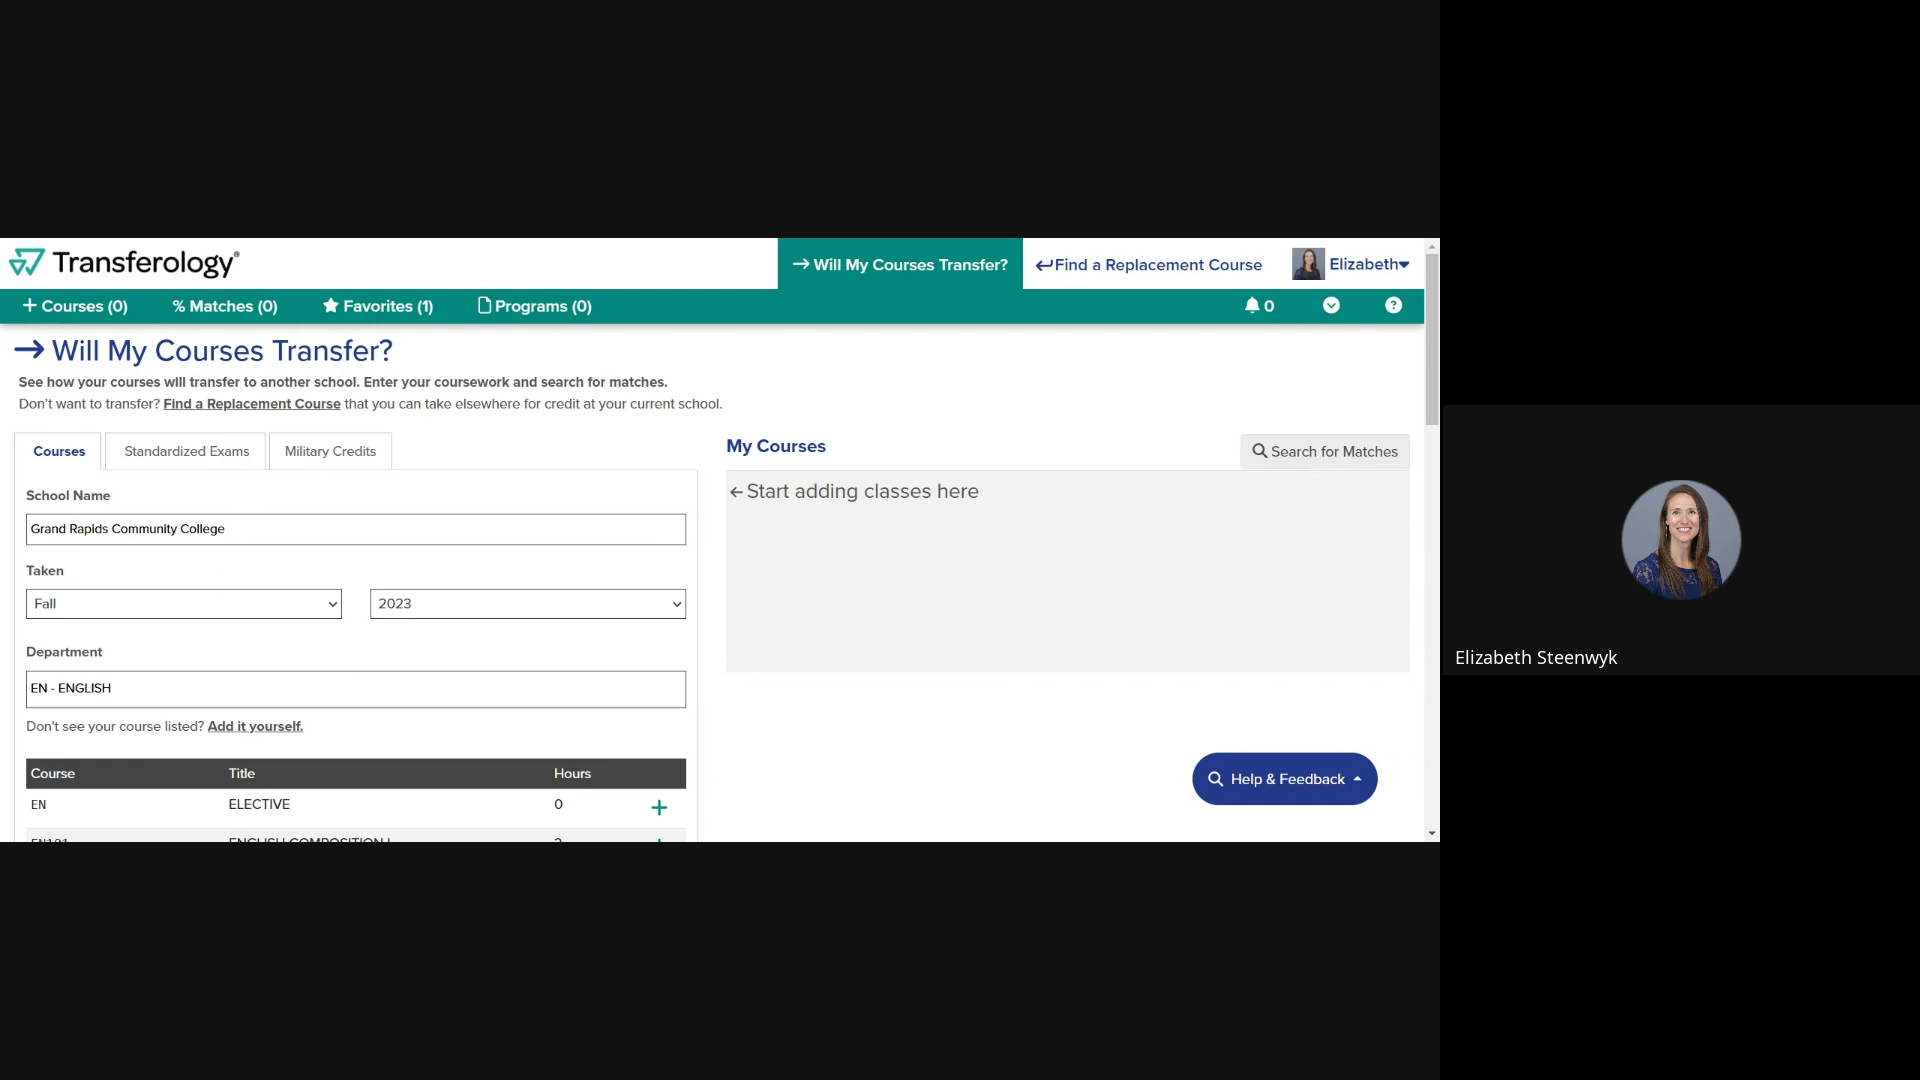 Transferology®
Will My Courses Transfer?
Find a Replacement Course
Elizabeth
Courses (0)
% Matches (0)
Favorites (1)
Programs (0)
0
?
Will My Courses Transfer?
See how your courses will transfer to another school. Enter your coursework and search for matches.
Don't want to transfer? Find a Replacement Course that you can take elsewhere for credit at your current school.
Courses
Standardized Exams
Military Credits
My Courses
Search for Matches
Start adding classes here
School Name
Grand Rapids Community College
Taken
Fall
2023
Department
EN - ENGLISH
Don't see your course listed? Add it yourself.
Course Title Hours
EN ELECTIVE 0
EN101 ENGLISH COMPOSITION I
Help & Feedback
Elizabeth Steenwyk